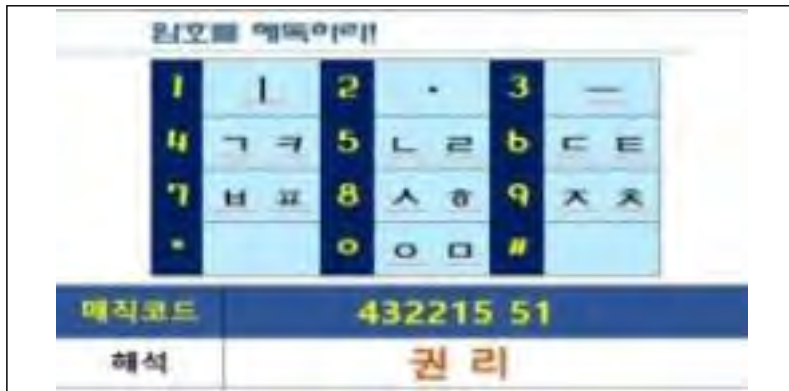 암호를 해독하라!
1 ㅣ 2 · 3 ㅡ
4 ㄱ ㅋ 5 ㄴ ㄹ 6 ㄷ ㅌ
7 ㅂ ㅍ 8 ㅅ ㅎ 9 ㅈ ㅊ
* 0 ㅇ ㅁ #
매직코드 432215 51
해석 권 리